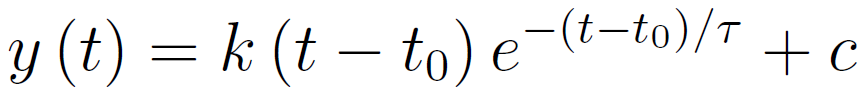 y (t) = k (t − t₀) e^{−(t−t₀)/τ} + c